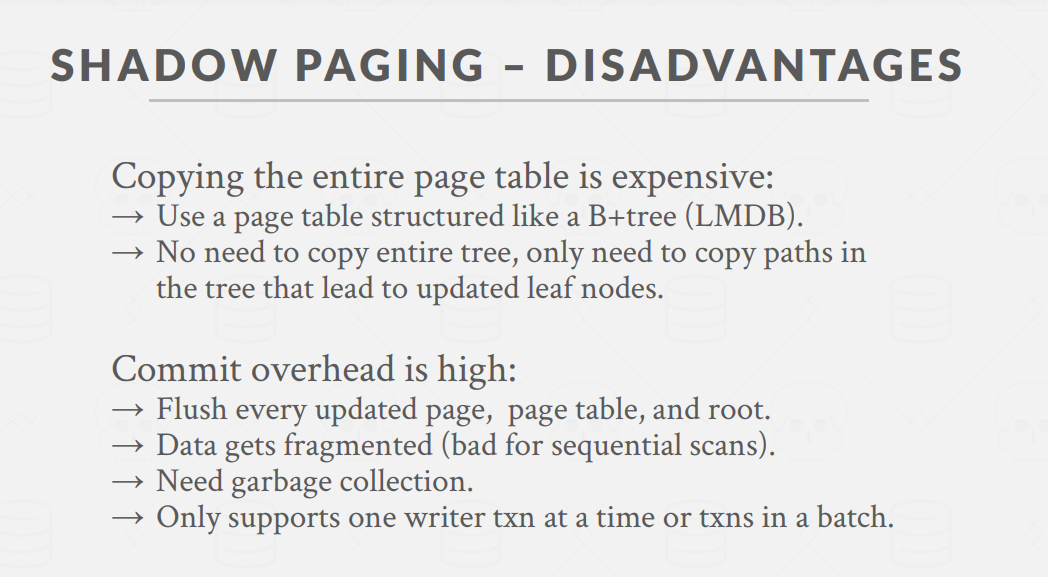 SHADOW PAGING – DISADVANTAGES
Copying the entire page table is expensive:
→ Use a page table structured like a B+tree (LMDB).
→ No need to copy entire tree, only need to copy paths in
the tree that lead to updated leaf nodes.
Commit overhead is high:
→ Flush every updated page,  page table, and root.
→ Data gets fragmented (bad for sequential scans).
→ Need garbage collection.
→ Only supports one writer txn at a time or txns in a batch.